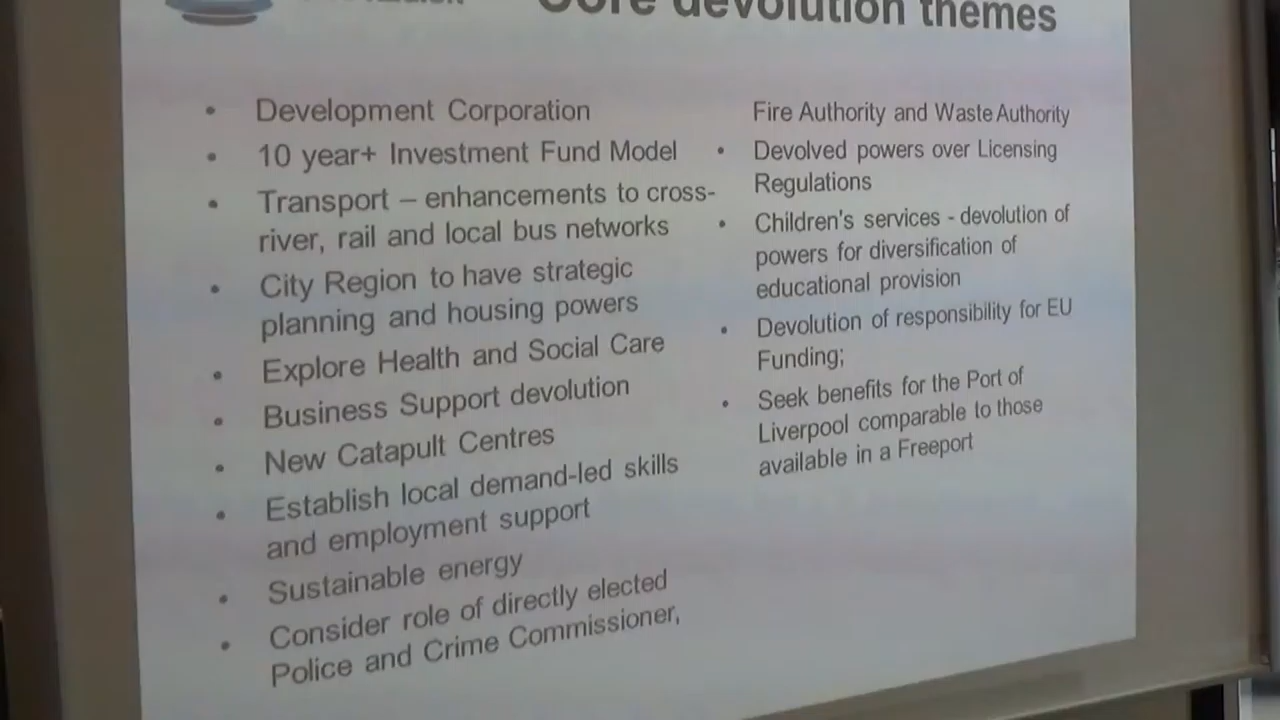 Core devolution themes
• Development Corporation
• 10 year+ Investment Fund Model
• Transport – enhancements to cross-
river, rail and local bus networks
• City Region to have strategic
planning and housing powers
• Explore Health and Social Care
• Business Support devolution
• New Catapult Centres
• Establish local demand-led skills
and employment support
• Sustainable energy
• Consider role of directly elected
Police and Crime Commissioner,
Fire Authority and Waste Authority
• Devolved powers over Licensing
Regulations
• Children's services - devolution of
powers for diversification of
educational provision
• Devolution of responsibility for EU
Funding;
• Seek benefits for the Port of
Liverpool comparable to those
available in a Freeport